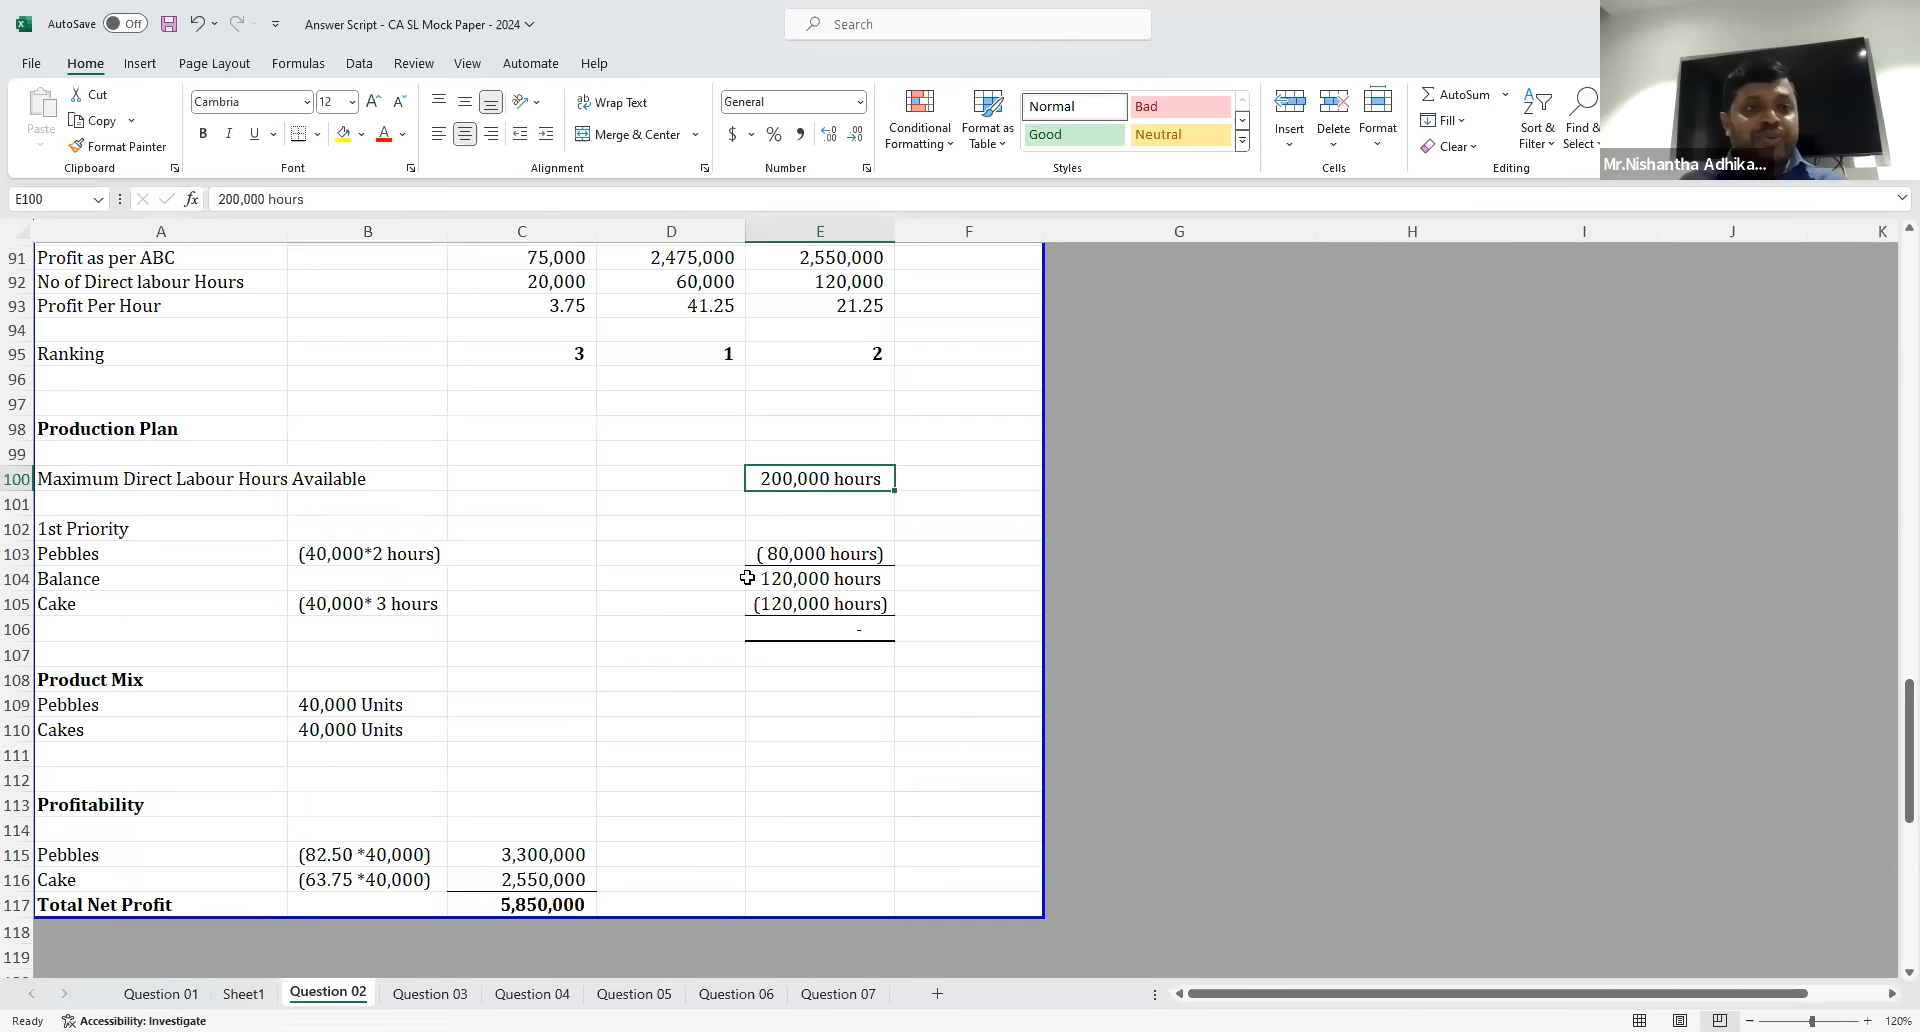 AutoSave Off Answer Script - CA SL Mock Paper - 2024 Search
File Home Insert Page Layout Formulas Data Review View Automate Help
Paste Cut Copy Format Painter Clipboard
Cambria 12 A A B I U A Font
Wrap Text Merge & Center Alignment
General $ % Number
Conditional Formatting Format as Table Normal Bad Good Neutral Styles
Insert Delete Format Cells
AutoSum Fill Clear Sort & Filter Find & Select Editing
Mr.Nishantha Adhika...
E100 fx 200,000 hours
A B C D E F G H I J K
91 Profit as per ABC 75,000 2,475,000 2,550,000
92 No of Direct labour Hours 20,000 60,000 120,000
93 Profit Per Hour 3.75 41.25 21.25
94
95 Ranking 3 1 2
96
97
98 Production Plan
99
100 Maximum Direct Labour Hours Available 200,000 hours
101
102 1st Priority
103 Pebbles (40,000*2 hours) ( 80,000 hours)
104 Balance 120,000 hours
105 Cake (40,000* 3 hours (120,000 hours)
106 -
107
108 Product Mix
109 Pebbles 40,000 Units
110 Cakes 40,000 Units
111
112
113 Profitability
114
115 Pebbles (82.50 *40,000) 3,300,000
116 Cake (63.75 *40,000) 2,550,000
117 Total Net Profit 5,850,000
118
119
Question 01 Sheet1 Question 02 Question 03 Question 04 Question 05 Question 06 Question 07
Ready Accessibility: Investigate 120%